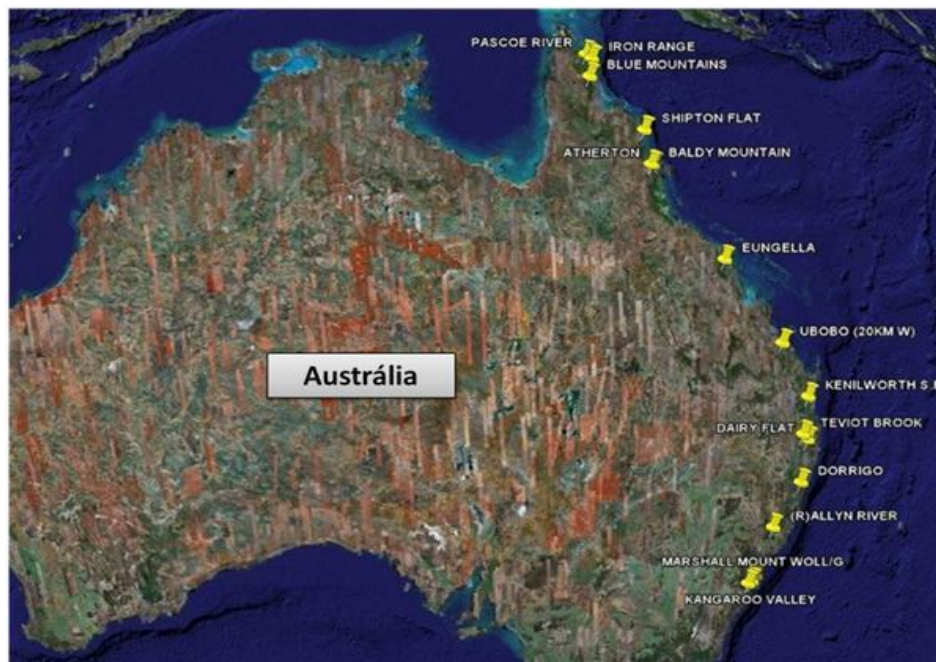 PASCOE RIVER
IRON RANGE
BLUE MOUNTAINS
SHIPTON FLAT
ATHERTON
BALDY MOUNTAIN
EUNGELLA
UBOBO (20KM W)
KENILWORTH S.
TEVIOT BROOK
DAIRY FLAT
Austrália
DORRIGO
(R)ALLYN RIVER
MARSHALL MOUNT WOLL/G
KANGAROO VALLEY